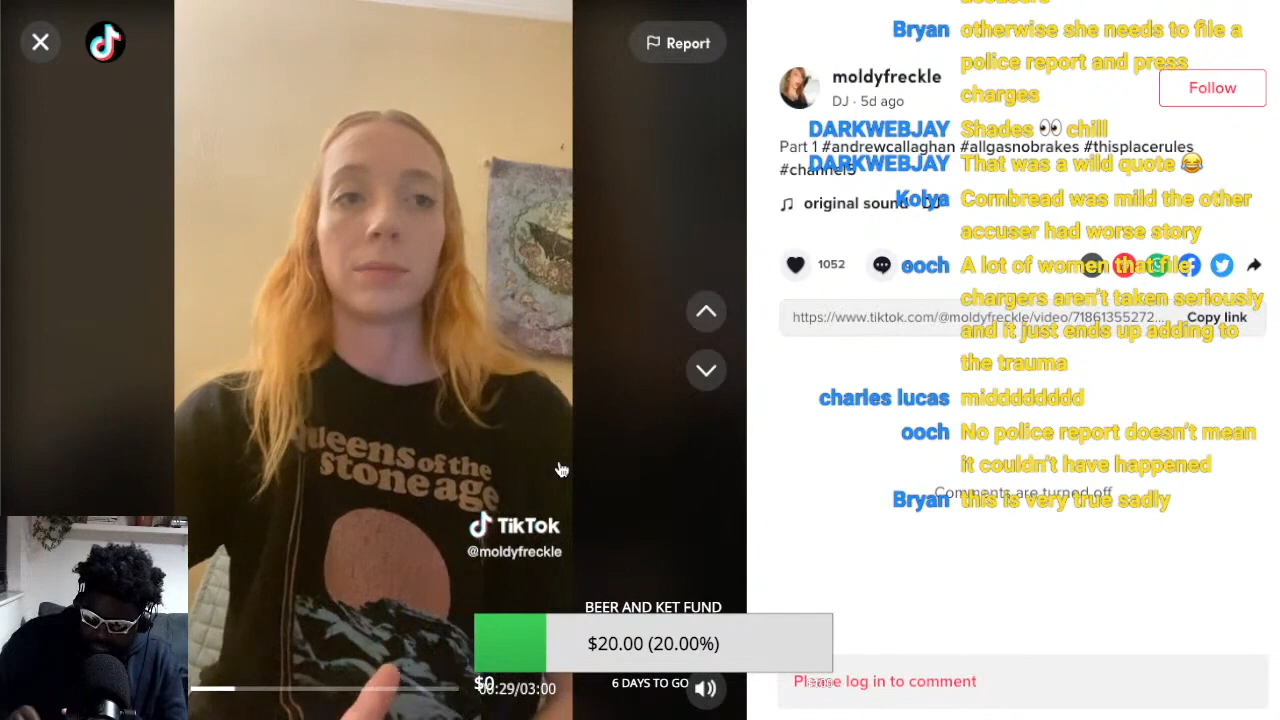 accusers
Report
Bryan otherwise she needs to file a
police report and press
charges
moldyfreckle
DJ · 5d ago
Follow
DARKWEBJAY Shades 👀 chill
Part 1 #andrewcallaghan #allgasnobrakes #thisplacerules
#channel5
DARKWEBJAY That was a wild quote 😂
original sound - DJ
Kolya Cornbread was mild the other
accuser had worse story
1052
ooch A lot of women that file
chargers aren't taken seriously
and it just ends up adding to
the trauma
https://www.tiktok.com/@moldyfreckle/video/71861355272...
Copy link
charles lucas midddddddd
ooch No police report doesn't mean
it couldn't have happened
Comments are turned off
Bryan this is very true sadly
queens of the
stone age
TikTok
@moldyfreckle
BEER AND KET FUND
$20.00 (20.00%)
$0
00:29/03:00
6 DAYS TO GO
Please log in to comment